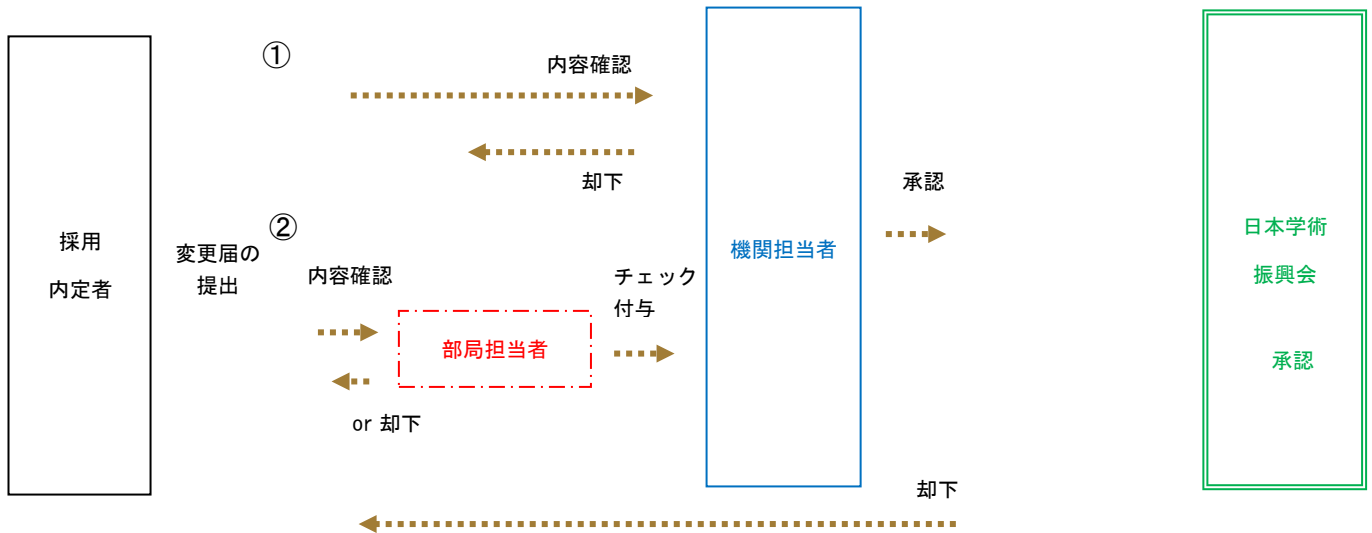 採用
内定者
変更届の
提出
①
内容確認
却下
②
内容確認
部局担当者
or 却下
チェック
付与
機関担当者
承認
却下
日本学術
振興会
承認